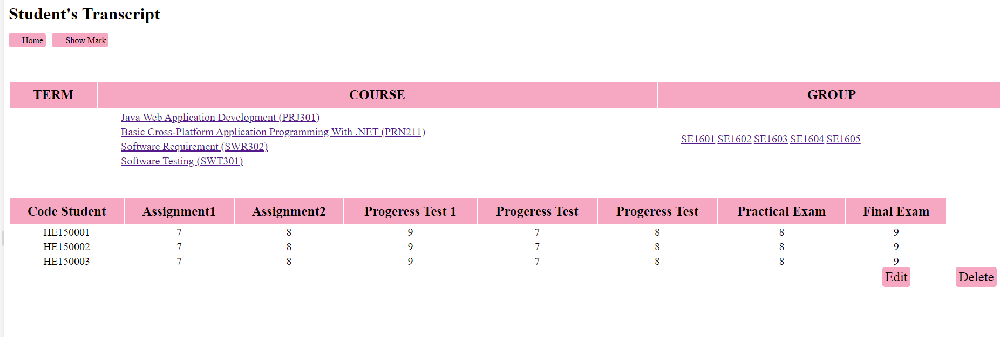 Student's Transcript
Home | Show Mark
TERM COURSE GROUP
Java Web Application Development (PRJ301)
Basic Cross-Platform Application Programming With .NET (PRN211)
Software Requirement (SWR302)
Software Testing (SWT301)
SE1601 SE1602 SE1603 SE1604 SE1605
Code Student Assignment1 Assignment2 Progeress Test 1 Progeress Test Progeress Test Practical Exam Final Exam
HE150001 7 8 9 7 8 8 9
HE150002 7 8 9 7 8 8 9
HE150003 7 8 9 7 8 8 9
Edit Delete